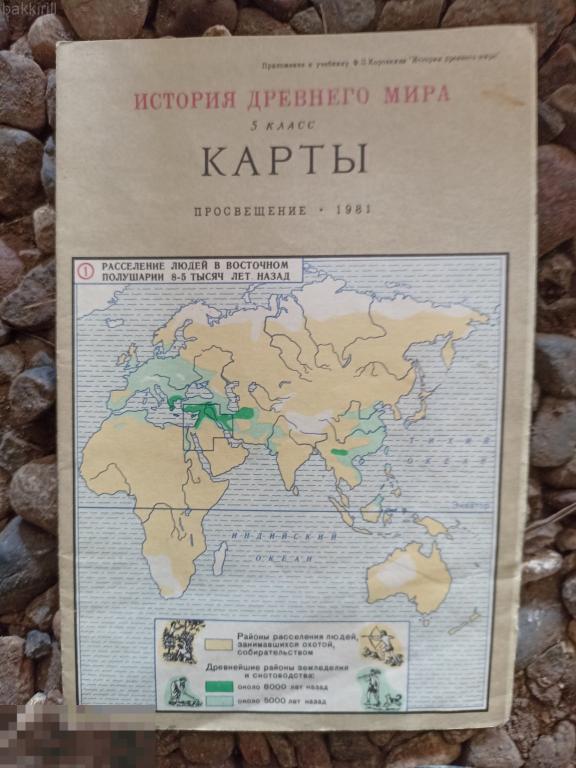 bakkirill
Приложение к учебнику Ф.П.Коровкина "История древнего мира"
ИСТОРИЯ ДРЕВНЕГО МИРА
5 КЛАСС
КАРТЫ
ПРОСВЕЩЕНИЕ • 1981
1 РАССЕЛЕНИЕ ЛЮДЕЙ В ВОСТОЧНОМ
ПОЛУШАРИИ 8-5 ТЫСЯЧ ЛЕТ НАЗАД
ТИХИЙ
ОКЕАН
Экватор
ИНДИЙСКИЙ
ОКЕАН
Районы расселения людей,
занимавшихся охотой,
собирательством
Древнейшие районы земледелия
и скотоводства:
около 8000 лет назад
около 5000 лет назад